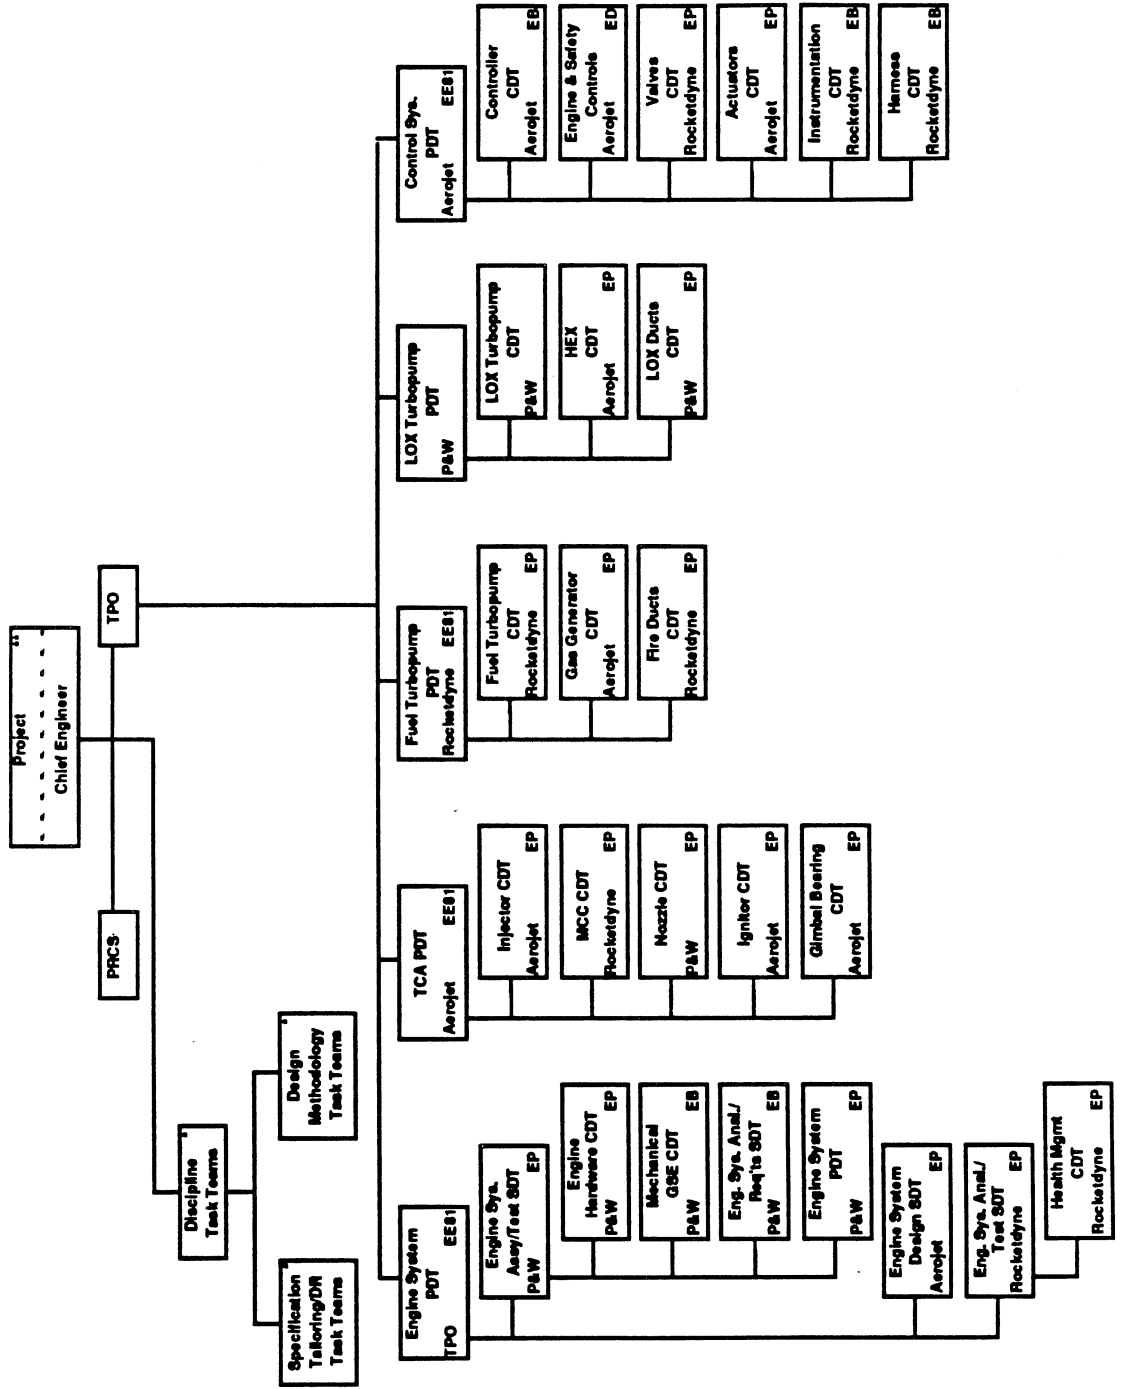 Project **
Chief Engineer
PRCS
TPO
Discipline *
Task Teams
Specification *
Tailoring/DR
Task Teams
Design *
Methodology
Task Teams
Engine System
PDT
TPO EE81
Engine Sys.
Assy/Test SDT
P&W EP
Engine
Hardware CDT
P&W EP
Mechanical
GSE CDT
P&W EB
Eng. Sys. Anal./
Req'ts SDT
P&W EB
Engine System
PDT
P&W EP
Engine System
Design SDT
Aerojet EP
Eng. Sys. Anal./
Test SDT
Rocketdyne EP
Health Mgmt
CDT
Rocketdyne EP
TCA PDT
Aerojet EE81
Injector CDT
Aerojet EP
MCC CDT
Rocketdyne EP
Nozzle CDT
P&W EP
Ignitor CDT
Aerojet EP
Gimbal Bearing
CDT
Aerojet EP
Fuel Turbopump
PDT
Rocketdyne EE81
Fuel Turbopump
CDT
Rocketdyne EP
Gas Generator
CDT
Aerojet EP
Fire Ducts
CDT
Rocketdyne EP
LOX Turbopump
PDT
P&W
LOX Turbopump
CDT
P&W
HEX
CDT
Aerojet EP
LOX Ducts
CDT
P&W EP
Control Sys.
PDT
Aerojet EE81
Controller
CDT
Aerojet EB
Engine & Safety
Controls
Aerojet ED
Valves
CDT
Rocketdyne EP
Actuators
CDT
Aerojet EP
Instrumentation
CDT
Rocketdyne EB
Harness
CDT
Rocketdyne EB